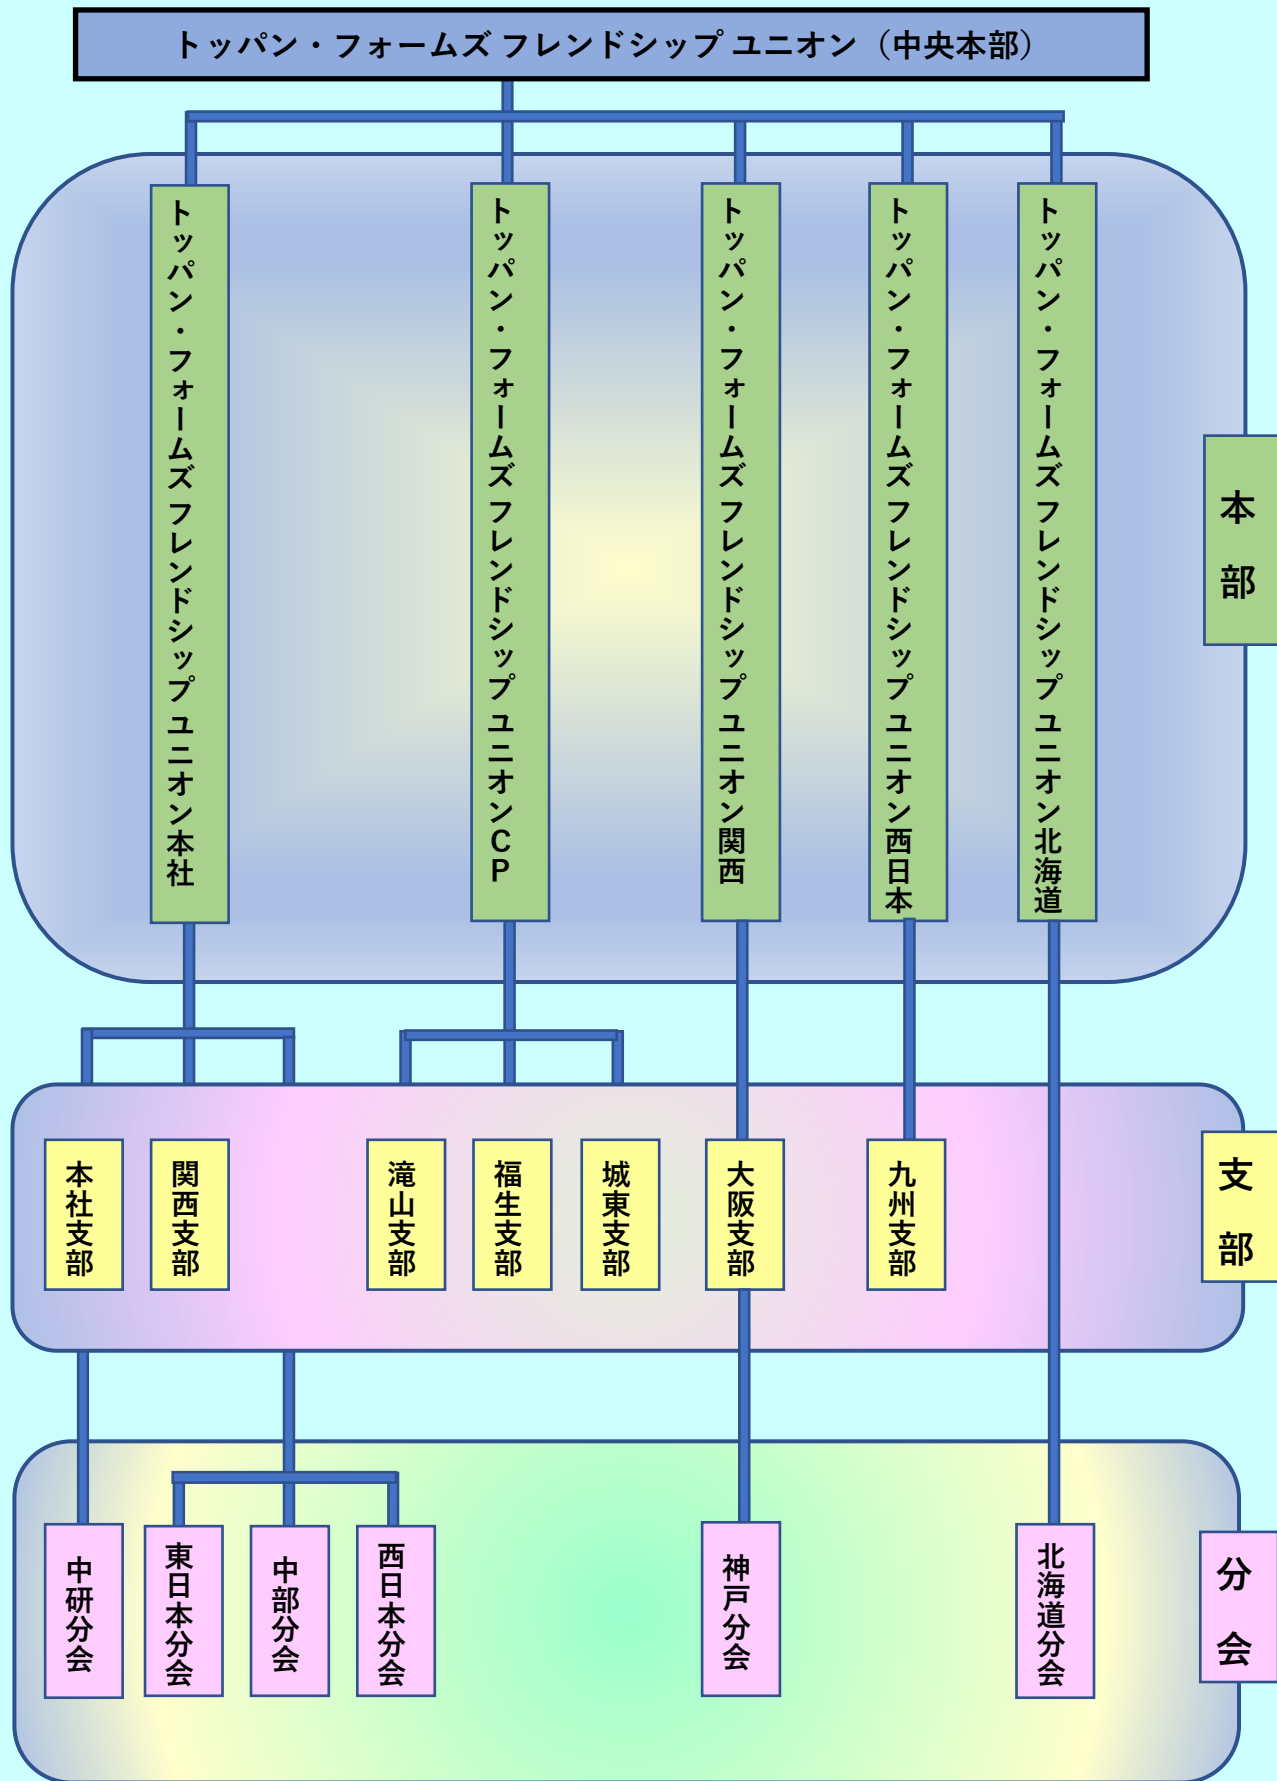 トッパン・フォームズ フレンドシップ ユニオン（中央本部）
トッパン・フォームズ フレンドシップ ユニオン本社
トッパン・フォームズ フレンドシップ ユニオンＣＰ
トッパン・フォームズ フレンドシップ ユニオン関西
トッパン・フォームズ フレンドシップ ユニオン西日本
トッパン・フォームズ フレンドシップ ユニオン北海道
本部
本社支部
関西支部
滝山支部
福生支部
城東支部
大阪支部
九州支部
支部
中研分会
東日本分会
中部分会
西日本分会
神戸分会
北海道分会
分会